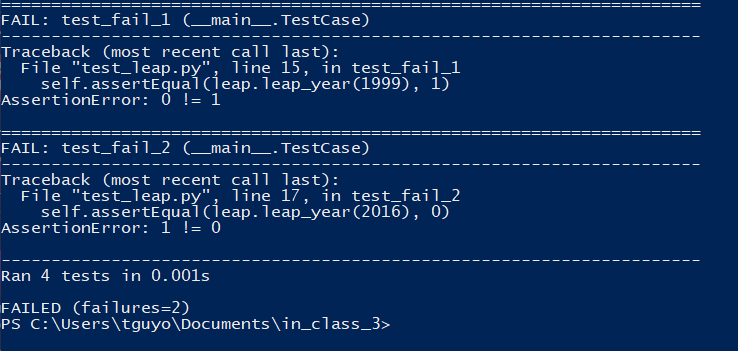 ======================================================================
FAIL: test_fail_1 (__main__.TestCase)
----------------------------------------------------------------------
Traceback (most recent call last):
  File "test_leap.py", line 15, in test_fail_1
    self.assertEqual(leap.leap_year(1999), 1)
AssertionError: 0 != 1
======================================================================
FAIL: test_fail_2 (__main__.TestCase)
----------------------------------------------------------------------
Traceback (most recent call last):
  File "test_leap.py", line 17, in test_fail_2
    self.assertEqual(leap.leap_year(2016), 0)
AssertionError: 1 != 0
----------------------------------------------------------------------
Ran 4 tests in 0.001s
FAILED (failures=2)
PS C:\Users\tguyo\Documents\in_class_3>